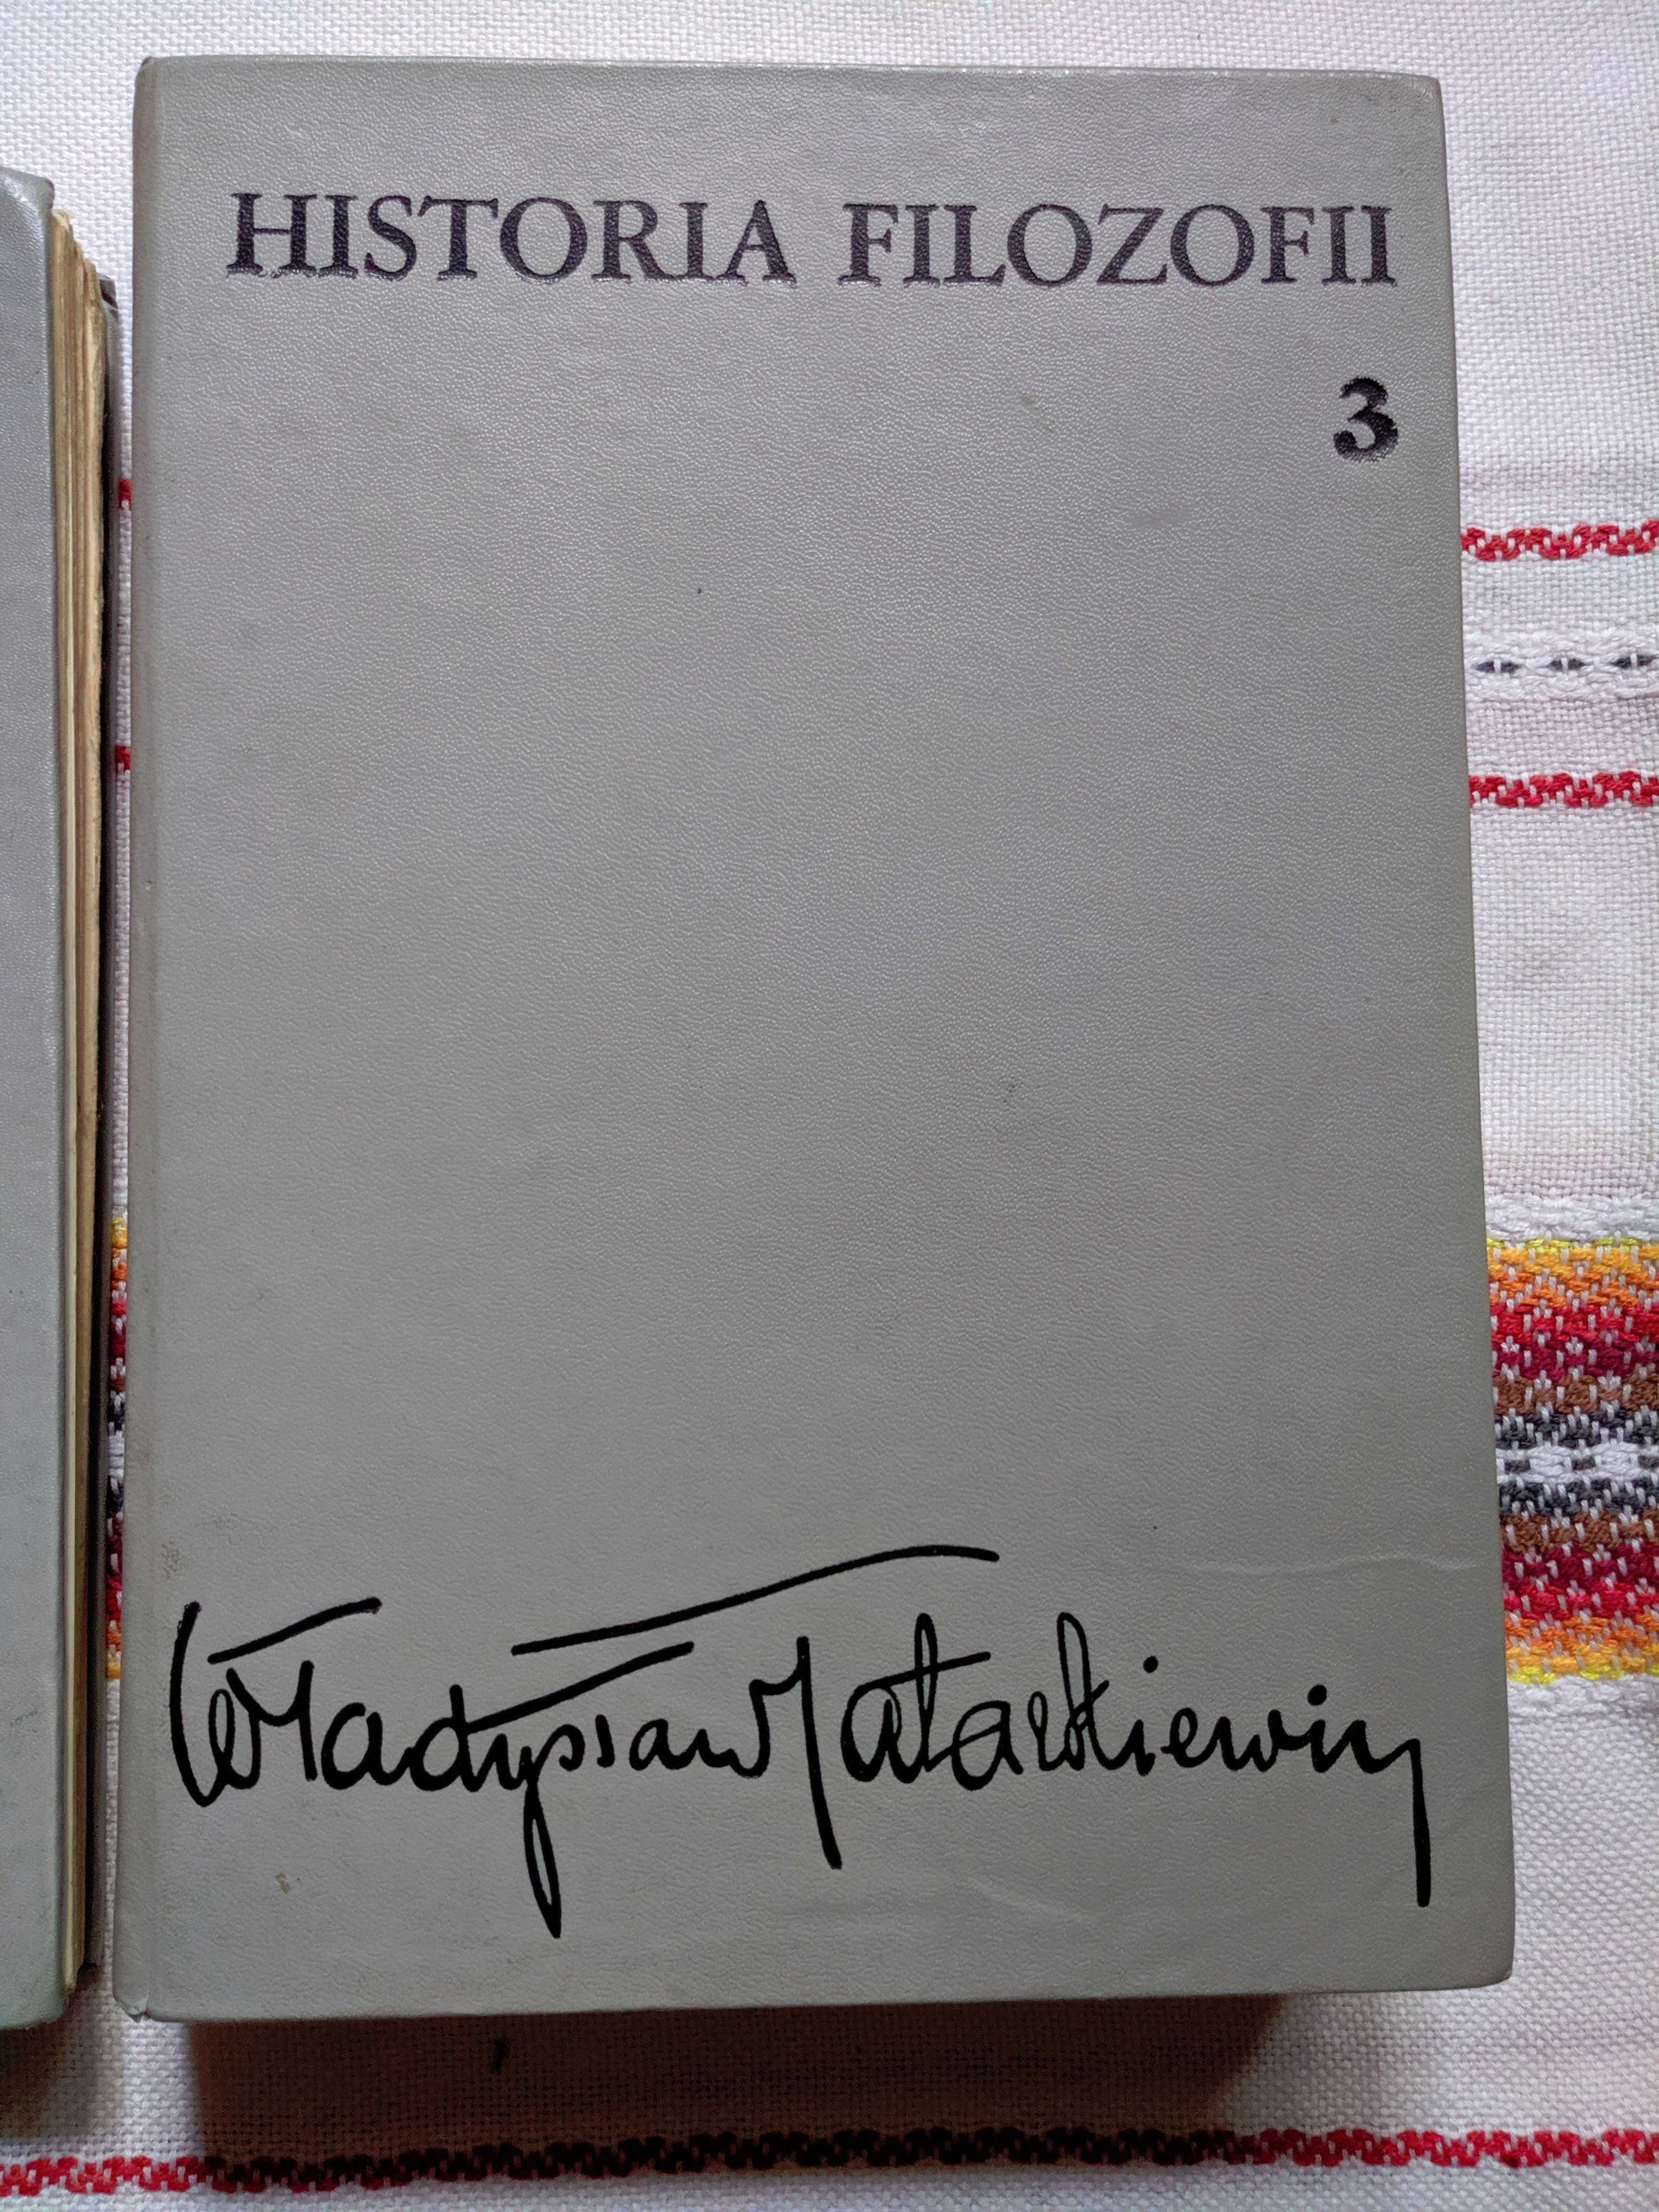 HISTORIA FILOZOFII
3
Władysław Tatarkiewicz